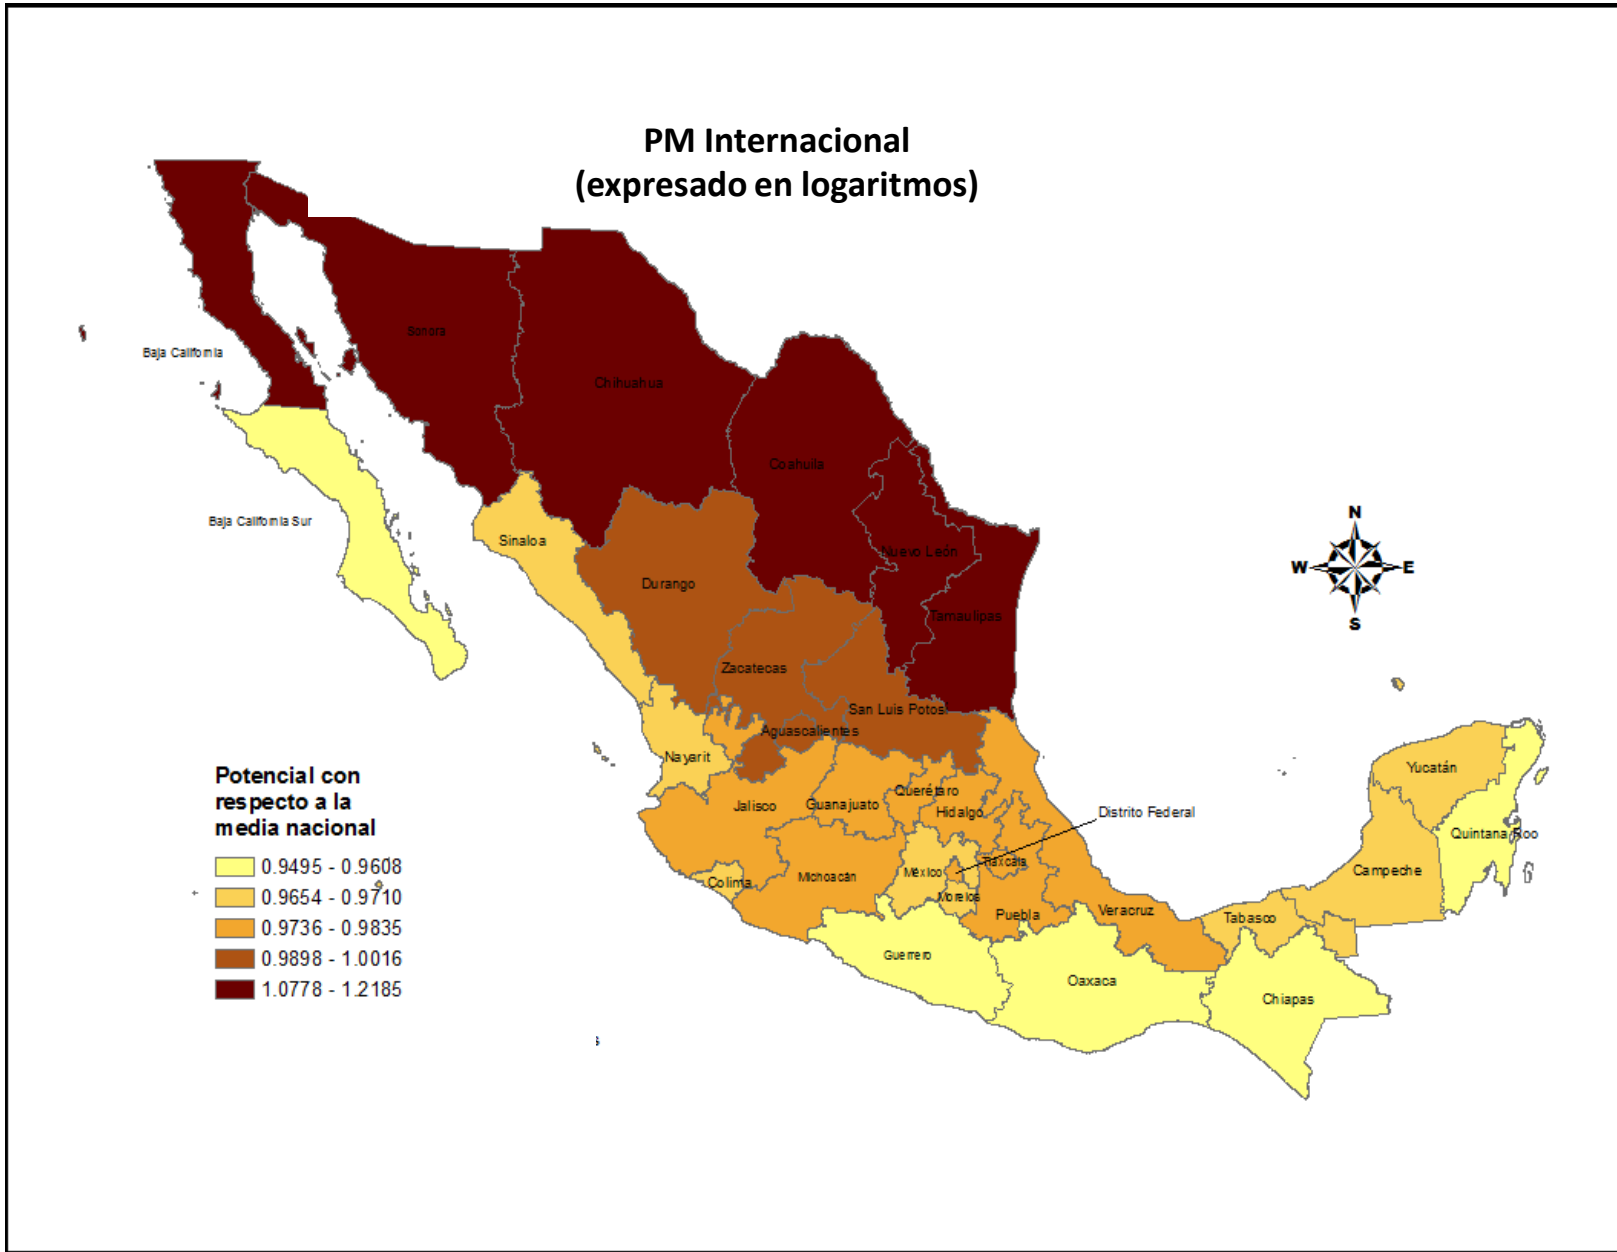 PM Internacional
(expresado en logaritmos)
Baja California
Sonora
Chihuahua
Coahuila
Baja California Sur
Sinaloa
Nuevo León
Durango
Tamaulipas
Zacatecas
San Luis Potos
Aguascalientes
Nayarit
Jalisco
Guanajuato
Querétaro
Hidalgo
Distrito Federal
Yucatán
Quintana Roo
Campeche
Colima
Michoacán
México
Tlaxcala
Morelos
Puebla
Veracruz
Tabasco
Guerrero
Oaxaca
Chiapas
N
W
E
S
Potencial con
respecto a la
media nacional
0.9495 - 0.9608
0.9654 - 0.9710
0.9736 - 0.9835
0.9898 - 1.0016
1.0778 - 1.2185
s